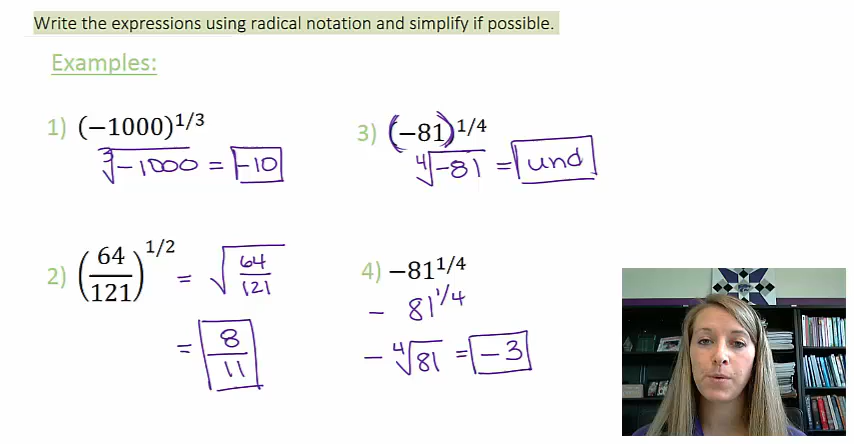 Write the expressions using radical notation and simplify if possible.
Examples:
1) (−1000)^{1/3}
∛−1000 = −10
2) (64/121)^{1/2} = √(64/121)
= 8/11
3) (−81)^{1/4}
∜−81 = und
4) −81^{1/4}
− 81^{1/4}
− ∜81 = −3